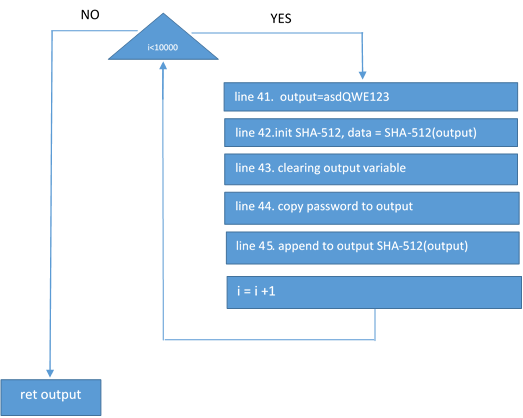 NO
YES
i<10000
line 41.  output=asdQWE123
line 42.init SHA-512, data = SHA-512(output)
line 43. clearing output variable
line 44. copy password to output
line 45. append to output SHA-512(output)
i = i +1
ret output